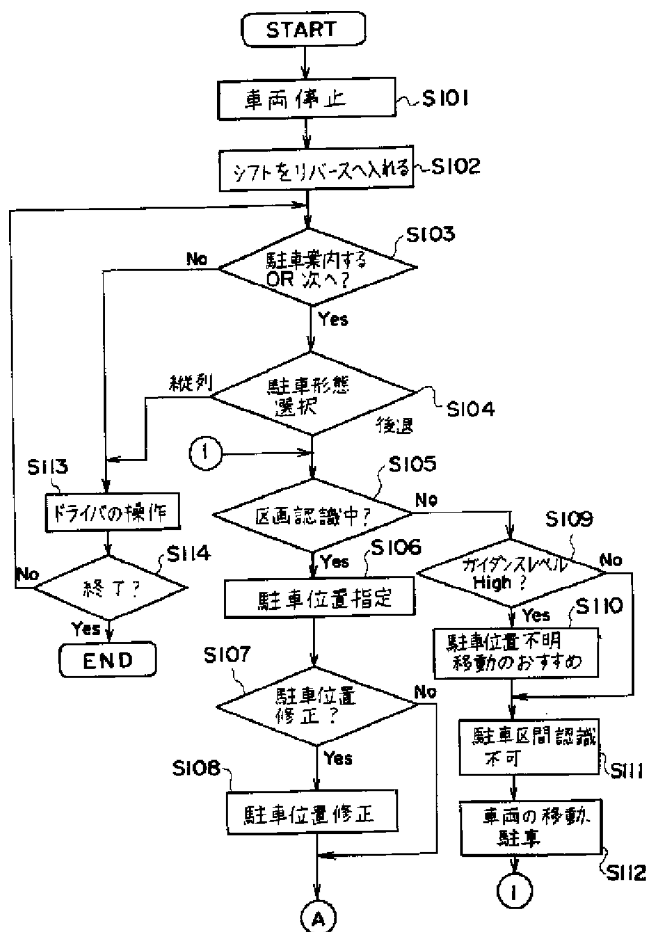 START
車両停止
S101
シフトをリバースへ入れる
S102
S103
駐車案内する
OR 次へ?
No
Yes
S104
駐車形態
選択
縦列
後退
1
S105
区画認識中?
No
Yes
S113
ドライバの操作
S114
終了?
No
Yes
END
S106
駐車位置指定
S107
駐車位置
修正?
No
Yes
S108
駐車位置修正
A
S109
ガイダンスレベル
High?
No
Yes
S110
駐車位置不明
移動のおすすめ
駐車区間認識
不可
S111
車両の移動、
駐車
S112
1